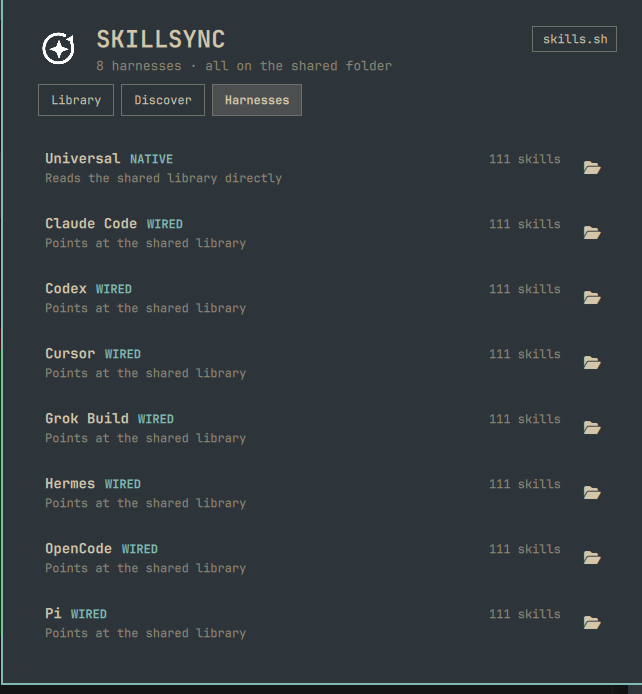 SKILLSYNC
skills.sh
8 harnesses · all on the shared folder
Library Discover Harnesses
Universal NATIVE 111 skills
Reads the shared library directly
Claude Code WIRED 111 skills
Points at the shared library
Codex WIRED 111 skills
Points at the shared library
Cursor WIRED 111 skills
Points at the shared library
Grok Build WIRED 111 skills
Points at the shared library
Hermes WIRED 111 skills
Points at the shared library
OpenCode WIRED 111 skills
Points at the shared library
Pi WIRED 111 skills
Points at the shared library